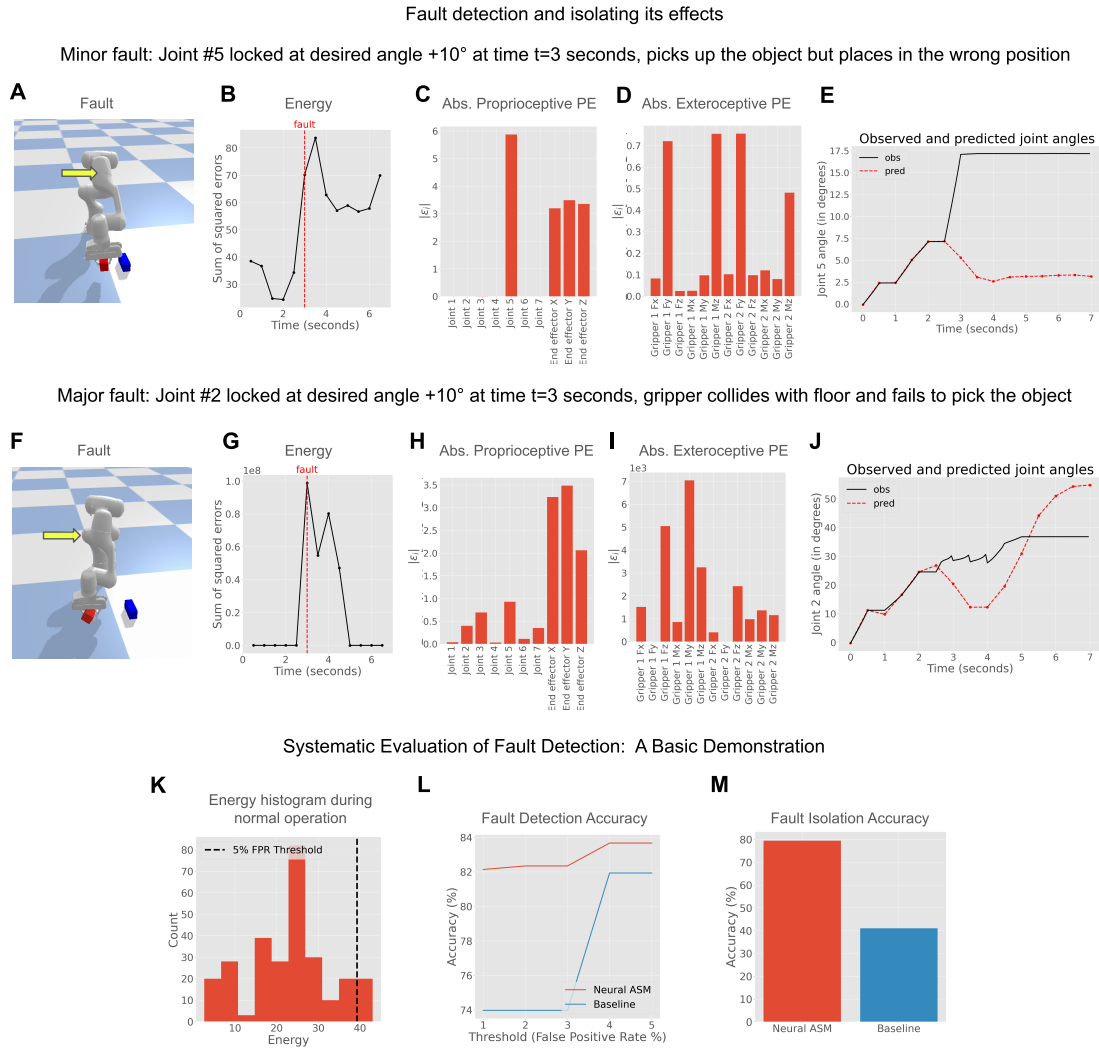 Fault detection and isolating its effects
Minor fault: Joint #5 locked at desired angle +10° at time t=3 seconds, picks up the object but places in the wrong position
A
Fault
B
Energy
fault
Sum of squared errors
80
70
60
50
40
30
0 2 4 6
Time (seconds)
C
Abs. Proprioceptive PE
|εᵢ|
6
5
4
3
2
1
0
Joint 1
Joint 2
Joint 3
Joint 4
Joint 5
Joint 6
Joint 7
End effector X
End effector Y
End effector Z
D
Abs. Exteroceptive PE
|εᵢ|
0.7
0.6
0.5
0.4
0.3
0.2
0.1
0.0
Gripper 1 Fx
Gripper 1 Fy
Gripper 1 Fz
Gripper 1 Mx
Gripper 1 My
Gripper 1 Mz
Gripper 2 Fx
Gripper 2 Fy
Gripper 2 Fz
Gripper 2 Mx
Gripper 2 My
Gripper 2 Mz
E
Observed and predicted joint angles
obs
pred
Joint 5 angle (in degrees)
17.5
15.0
12.5
10.0
7.5
5.0
2.5
0.0
0 1 2 3 4 5 6 7
Time (seconds)
Major fault: Joint #2 locked at desired angle +10° at time t=3 seconds, gripper collides with floor and fails to pick the object
F
Fault
G
Energy
1e8
fault
Sum of squared errors
1.0
0.8
0.6
0.4
0.2
0.0
0 2 4 6
Time (seconds)
H
Abs. Proprioceptive PE
|εᵢ|
3.5
3.0
2.5
2.0
1.5
1.0
0.5
0.0
Joint 1
Joint 2
Joint 3
Joint 4
Joint 5
Joint 6
Joint 7
End effector X
End effector Y
End effector Z
I
Abs. Exteroceptive PE
1e3
|εᵢ|
7
6
5
4
3
2
1
0
Gripper 1 Fx
Gripper 1 Fy
Gripper 1 Fz
Gripper 1 Mx
Gripper 1 My
Gripper 1 Mz
Gripper 2 Fx
Gripper 2 Fy
Gripper 2 Fz
Gripper 2 Mx
Gripper 2 My
Gripper 2 Mz
J
Observed and predicted joint angles
obs
pred
Joint 2 angle (in degrees)
50
40
30
20
10
0
0 1 2 3 4 5 6 7
Time (seconds)
Systematic Evaluation of Fault Detection: A Basic Demonstration
K
Energy histogram during
normal operation
5% FPR Threshold
Count
80
70
60
50
40
30
20
10
0
10 20 30 40
Energy
L
Fault Detection Accuracy
Accuracy (%)
84
82
80
78
76
74
Neural ASM
Baseline
1 2 3 4 5
Threshold (False Positive Rate %)
M
Fault Isolation Accuracy
Accuracy (%)
80
70
60
50
40
30
20
10
0
Neural ASM Baseline